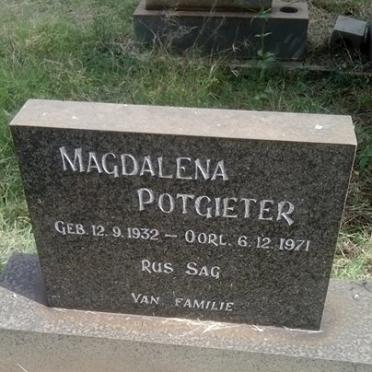 MAGDALENA
POTGIETER
GEB. 12.9.1932 — OORL. 6.12.1971
RUS SAG
VAN FAMILIE